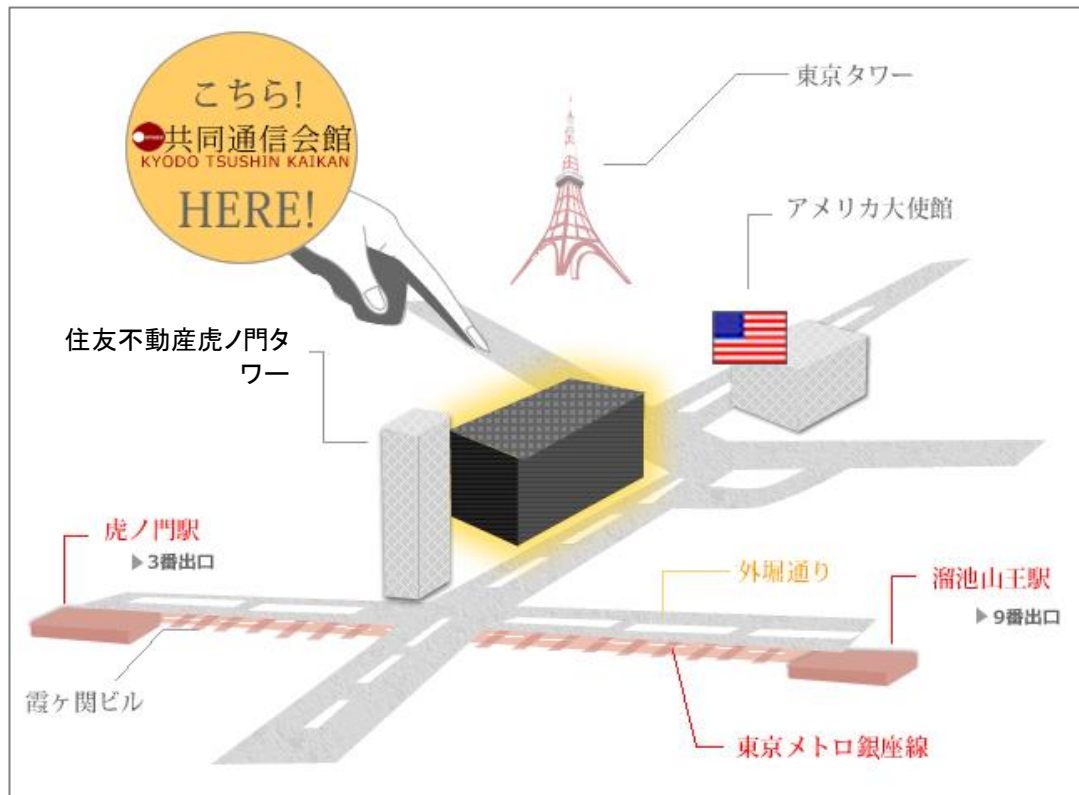 こちら!
共同通信会館
KYODO TSUSHIN KAIKAN
HERE!
東京タワー
アメリカ大使館
住友不動産虎ノ門タ
ワー
虎ノ門駅
▶3番出口
外堀通り
溜池山王駅
▶9番出口
霞ヶ関ビル
東京メトロ銀座線